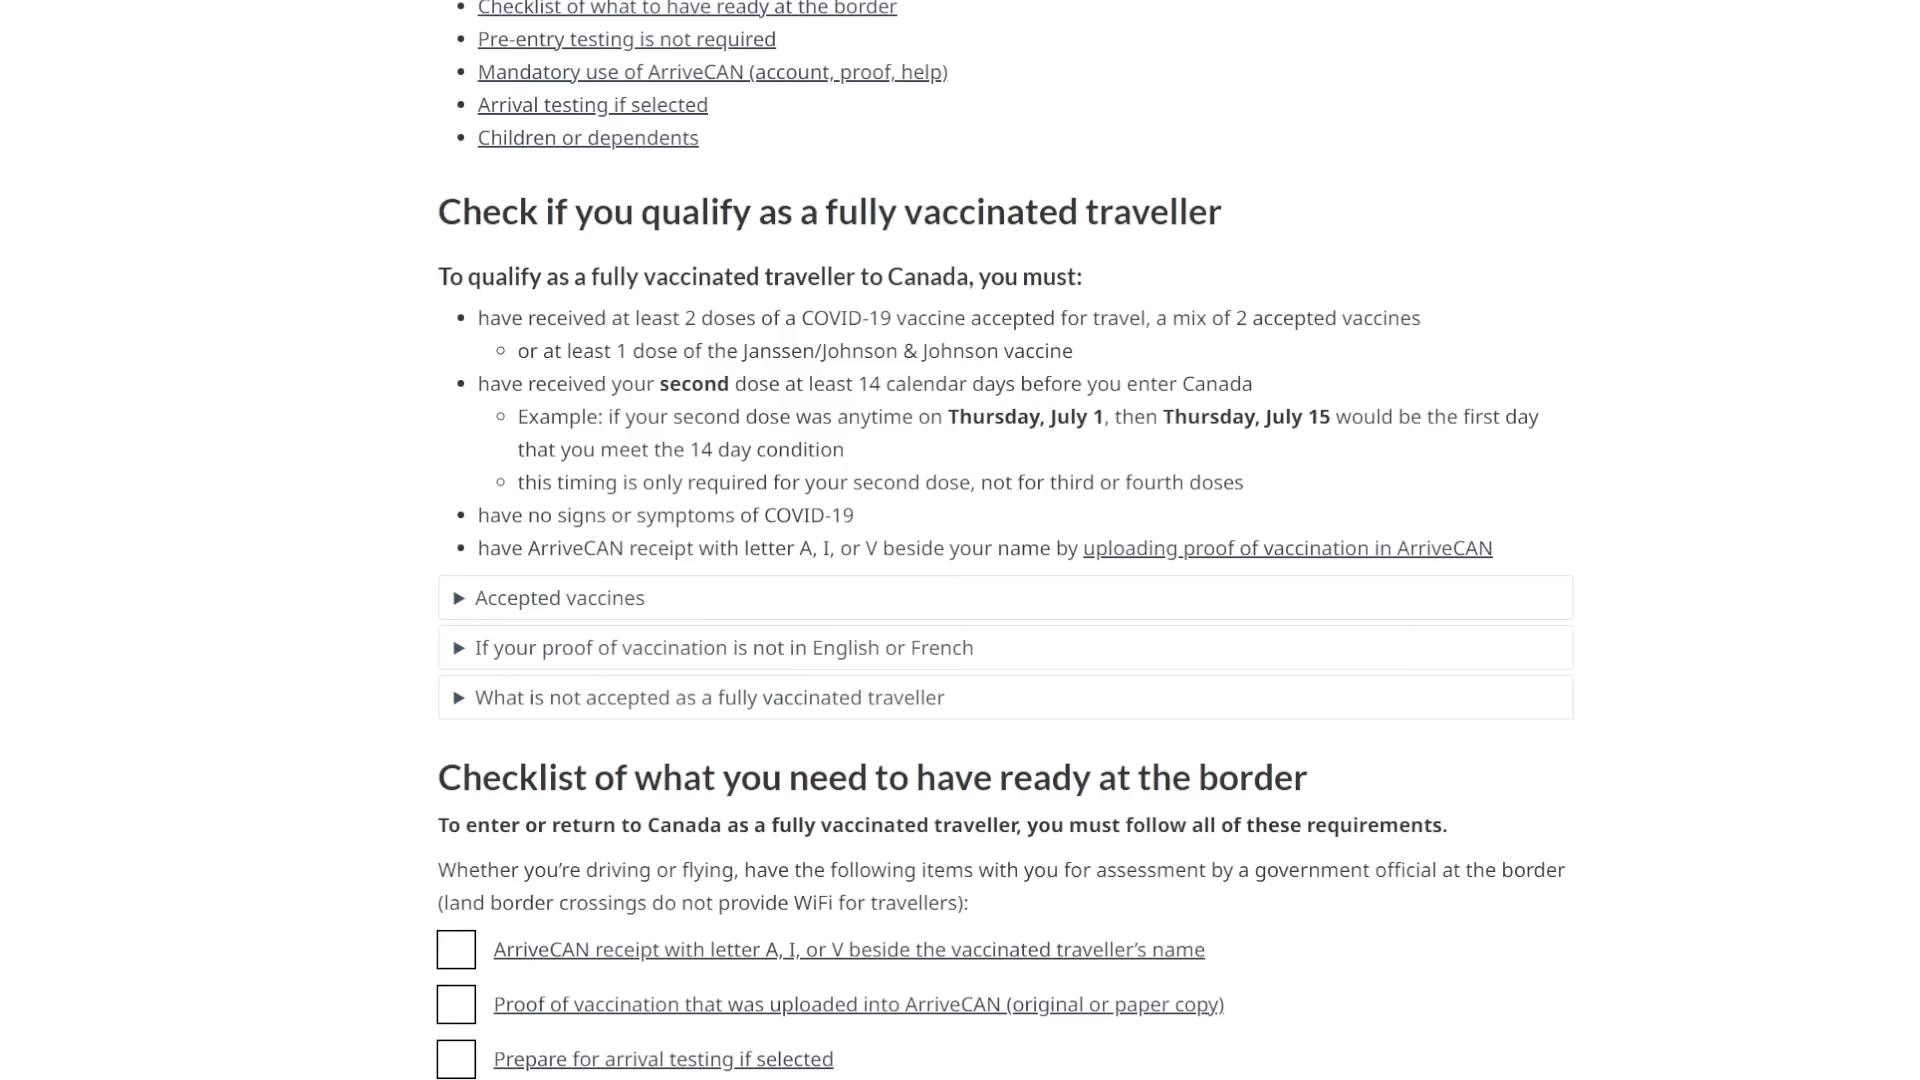 Checklist of what to have ready at the border
Pre-entry testing is not required
Mandatory use of ArriveCAN (account, proof, help)
Arrival testing if selected
Children or dependents
Check if you qualify as a fully vaccinated traveller
To qualify as a fully vaccinated traveller to Canada, you must:
have received at least 2 doses of a COVID-19 vaccine accepted for travel, a mix of 2 accepted vaccines
or at least 1 dose of the Janssen/Johnson & Johnson vaccine
have received your second dose at least 14 calendar days before you enter Canada
Example: if your second dose was anytime on Thursday, July 1, then Thursday, July 15 would be the first day
that you meet the 14 day condition
this timing is only required for your second dose, not for third or fourth doses
have no signs or symptoms of COVID-19
have ArriveCAN receipt with letter A, I, or V beside your name by uploading proof of vaccination in ArriveCAN
Accepted vaccines
If your proof of vaccination is not in English or French
What is not accepted as a fully vaccinated traveller
Checklist of what you need to have ready at the border
To enter or return to Canada as a fully vaccinated traveller, you must follow all of these requirements.
Whether you’re driving or flying, have the following items with you for assessment by a government official at the border
(land border crossings do not provide WiFi for travellers):
ArriveCAN receipt with letter A, I, or V beside the vaccinated traveller’s name
Proof of vaccination that was uploaded into ArriveCAN (original or paper copy)
Prepare for arrival testing if selected